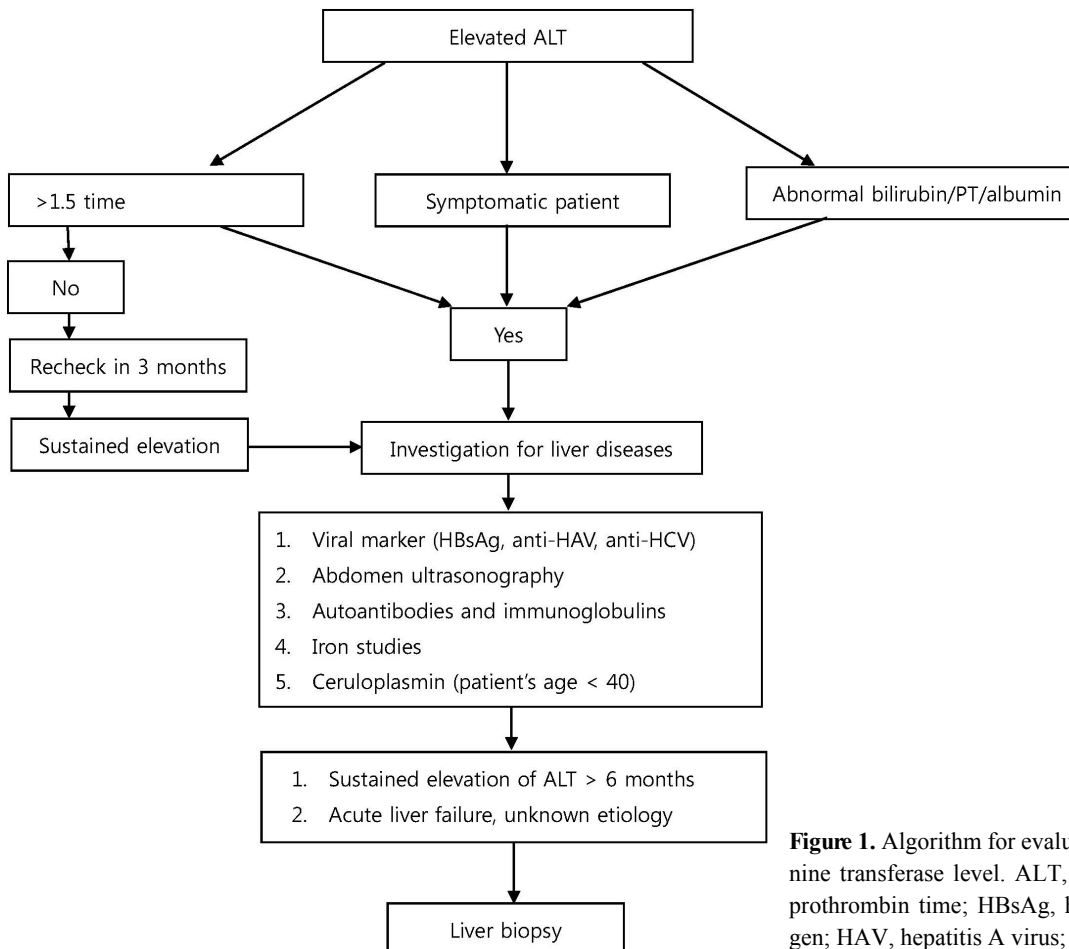 Elevated ALT
>1.5 time
Symptomatic patient
Abnormal bilirubin/PT/albumin
No
Yes
Recheck in 3 months
Sustained elevation
Investigation for liver diseases
1. Viral marker (HBsAg, anti-HAV, anti-HCV)
2. Abdomen ultrasonography
3. Autoantibodies and immunoglobulins
4. Iron studies
5. Ceruloplasmin (patient's age < 40)
1. Sustained elevation of ALT > 6 months
2. Acute liver failure, unknown etiology
Liver biopsy
Figure 1. Algorithm for evalu
nine transferase level. ALT,
prothrombin time; HBsAg, h
gen; HAV, hepatitis A virus;